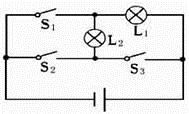 S₁ L₁
L₂
S₂ S₃